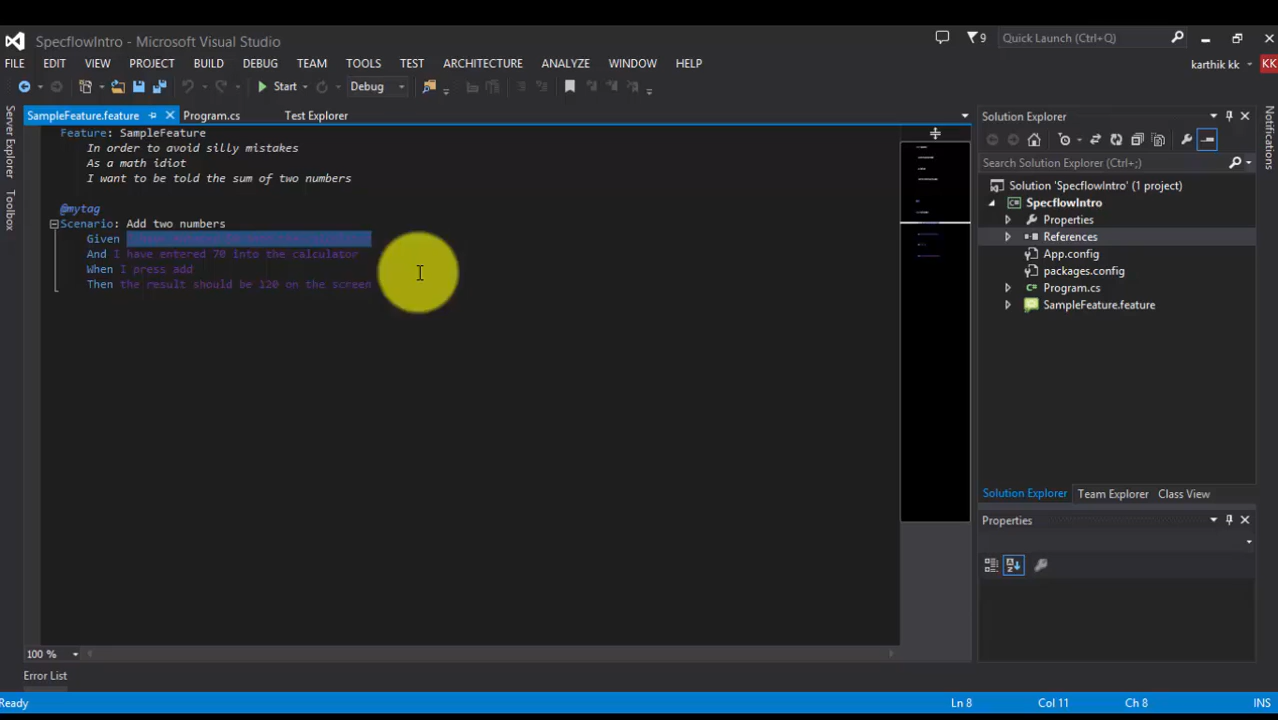 SpecflowIntro - Microsoft Visual Studio
9
Quick Launch (Ctrl+Q)
FILE EDIT VIEW PROJECT BUILD DEBUG TEAM TOOLS TEST ARCHITECTURE ANALYZE WINDOW HELP
karthik kk
KK
Start
Debug
SampleFeature.feature
Program.cs
Test Explorer
Server Explorer
Toolbox
Feature: SampleFeature
In order to avoid silly mistakes
As a math idiot
I want to be told the sum of two numbers
@mytag
Scenario: Add two numbers
Given
And I have entered 70 into the calculator
When I press add
Then the result should be 120 on the screen
100 %
Error List
Solution Explorer
Search Solution Explorer (Ctrl+;)
Solution 'SpecflowIntro' (1 project)
SpecflowIntro
Properties
References
App.config
packages.config
Program.cs
SampleFeature.feature
Solution Explorer Team Explorer Class View
Properties
Notifications
Ready
Ln 8
Col 11
Ch 8
INS